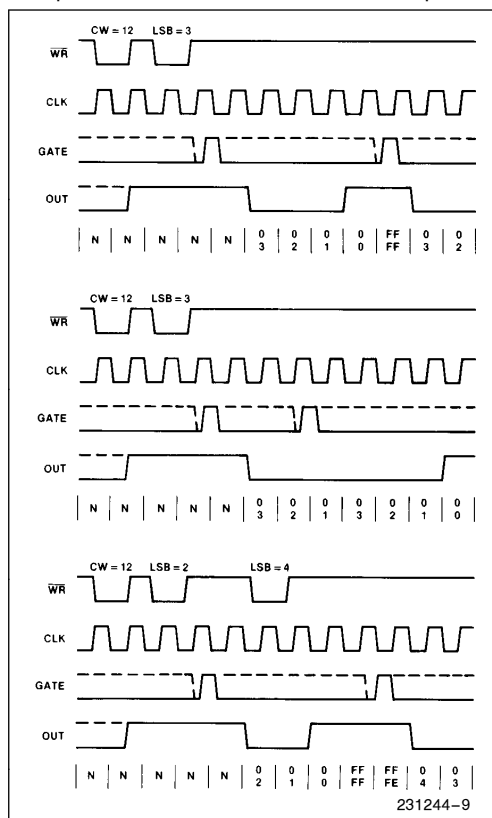 CW = 12 LSB = 3
WR
CLK
GATE
OUT
N N N N N 0 0 0 0 FF 0 0
3 2 1 0 FF 3 2
CW = 12 LSB = 3
WR
CLK
GATE
OUT
N N N N N 0 0 0 0 0 0 0
3 2 1 3 2 1 0
CW = 12 LSB = 2 LSB = 4
WR
CLK
GATE
OUT
N N N N N 0 0 0 FF FF 0 0
2 1 0 FF FE 4 3
231244-9